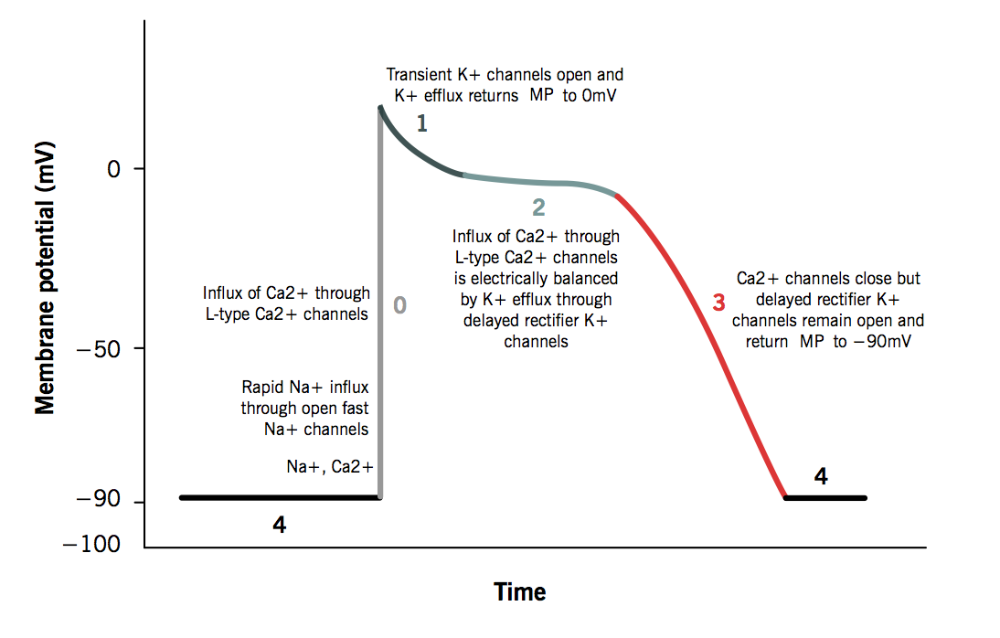 Transient K+ channels open and
K+ efflux returns MP to 0mV
1
0
2
Influx of Ca2+ through
L-type Ca2+ channels
is electrically balanced
by K+ efflux through
delayed rectifier K+
channels
Influx of Ca2+ through
L-type Ca2+ channels
0
Ca2+ channels close but
delayed rectifier K+
channels remain open and
return MP to −90mV
3
−50
Rapid Na+ influx
through open fast
Na+ channels
Na+, Ca2+
4
−90
4
−100
Membrane potential (mV)
Time